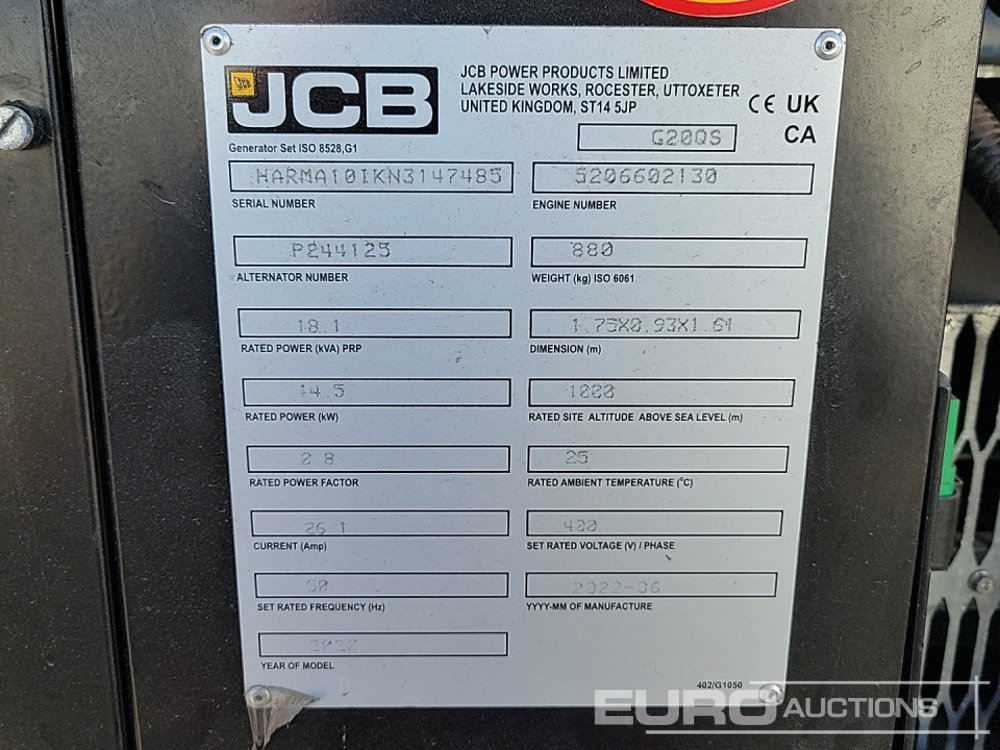 JCB
JCB POWER PRODUCTS LIMITED
LAKESIDE WORKS, ROCESTER, UTTOXETER
UNITED KINGDOM, ST14 5JP
CE UK
CA
G20QS
Generator Set ISO 8528,G1
HARMA10IKN3147485
5206602130
SERIAL NUMBER
ENGINE NUMBER
P244125
880
ALTERNATOR NUMBER
WEIGHT (kg) ISO 6061
18.1
1.75X0.93X1.61
RATED POWER (kVA) PRP
DIMENSION (m)
14.5
1000
RATED POWER (kW)
RATED SITE ALTITUDE ABOVE SEA LEVEL (m)
0.8
25
RATED POWER FACTOR
RATED AMBIENT TEMPERATURE (°C)
26.1
400
CURRENT (Amp)
SET RATED VOLTAGE (V) / PHASE
50
2022-06
SET RATED FREQUENCY (Hz)
YYYY-MM OF MANUFACTURE
YEAR OF MODEL
402/G1050
EURO AUCTIONS